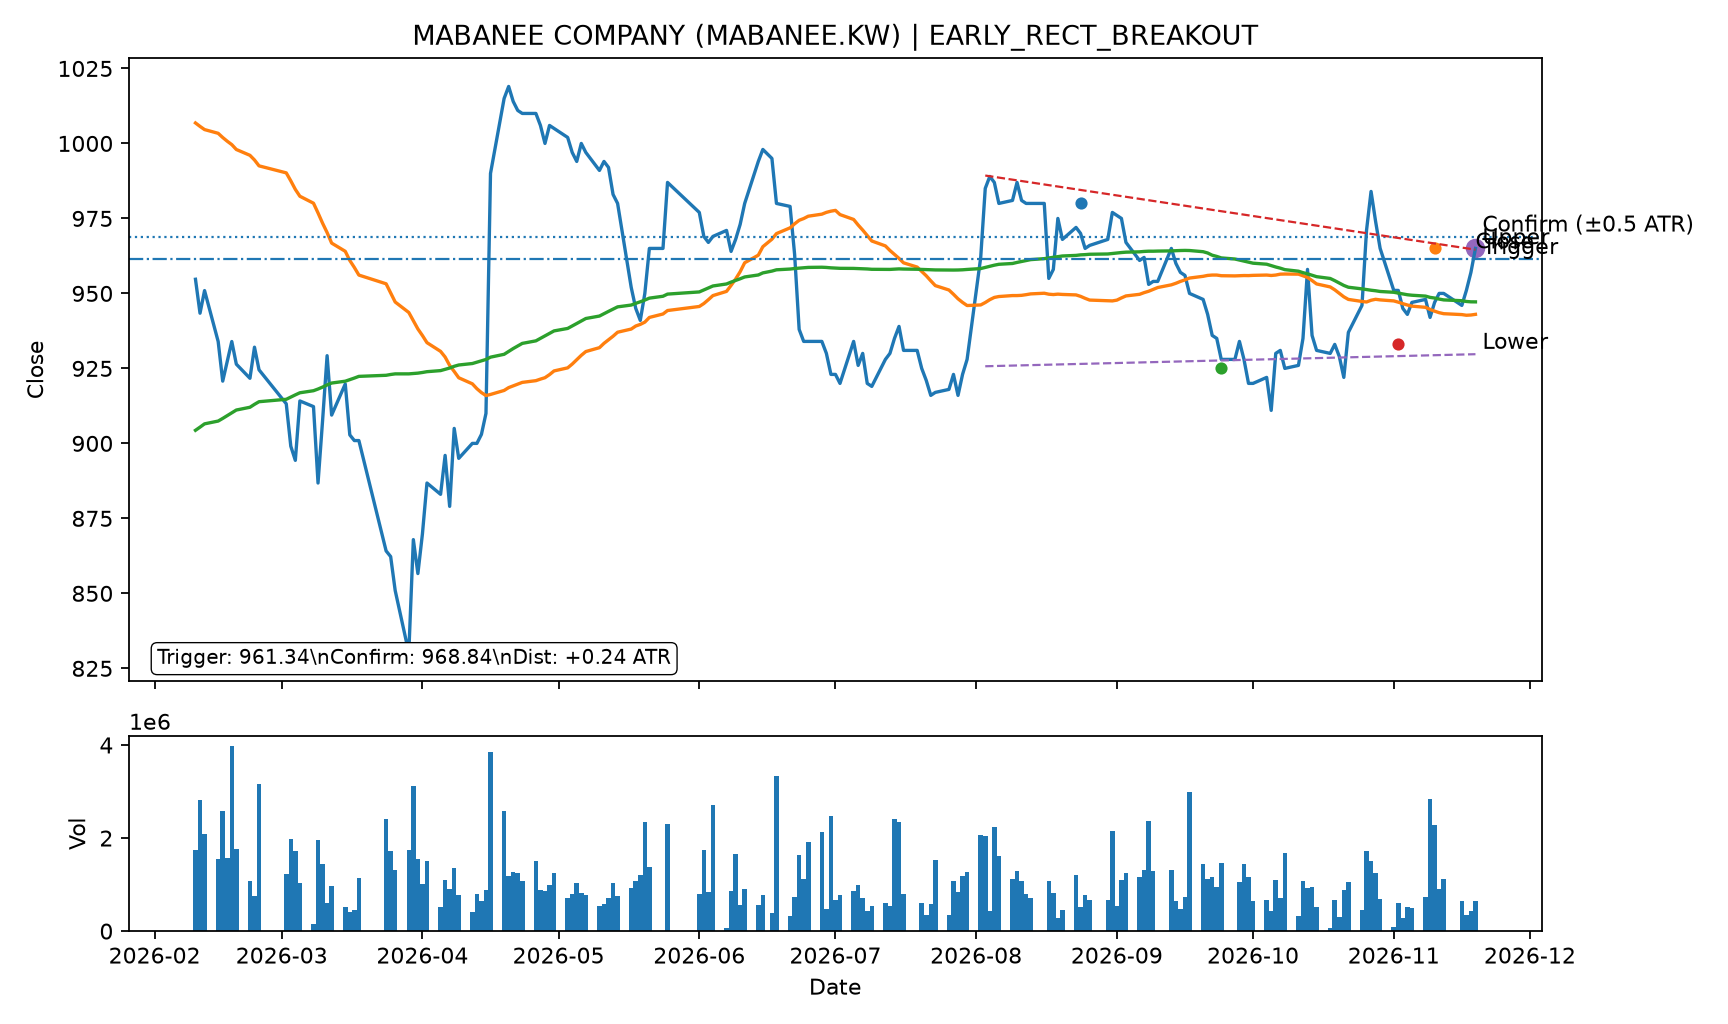 MABANEE COMPANY (MABANEE.KW) | EARLY_RECT_BREAKOUT
1025
1000
975
950
925
900
875
850
825
Close
Confirm (±0.5 ATR)
Upper
Close
Trigger
Lower
Trigger: 961.34\nConfirm: 968.84\nDist: +0.24 ATR
1e6
4
2
0
Vol
2026-02
2026-03
2026-04
2026-05
2026-06
2026-07
2026-08
2026-09
2026-10
2026-11
2026-12
Date